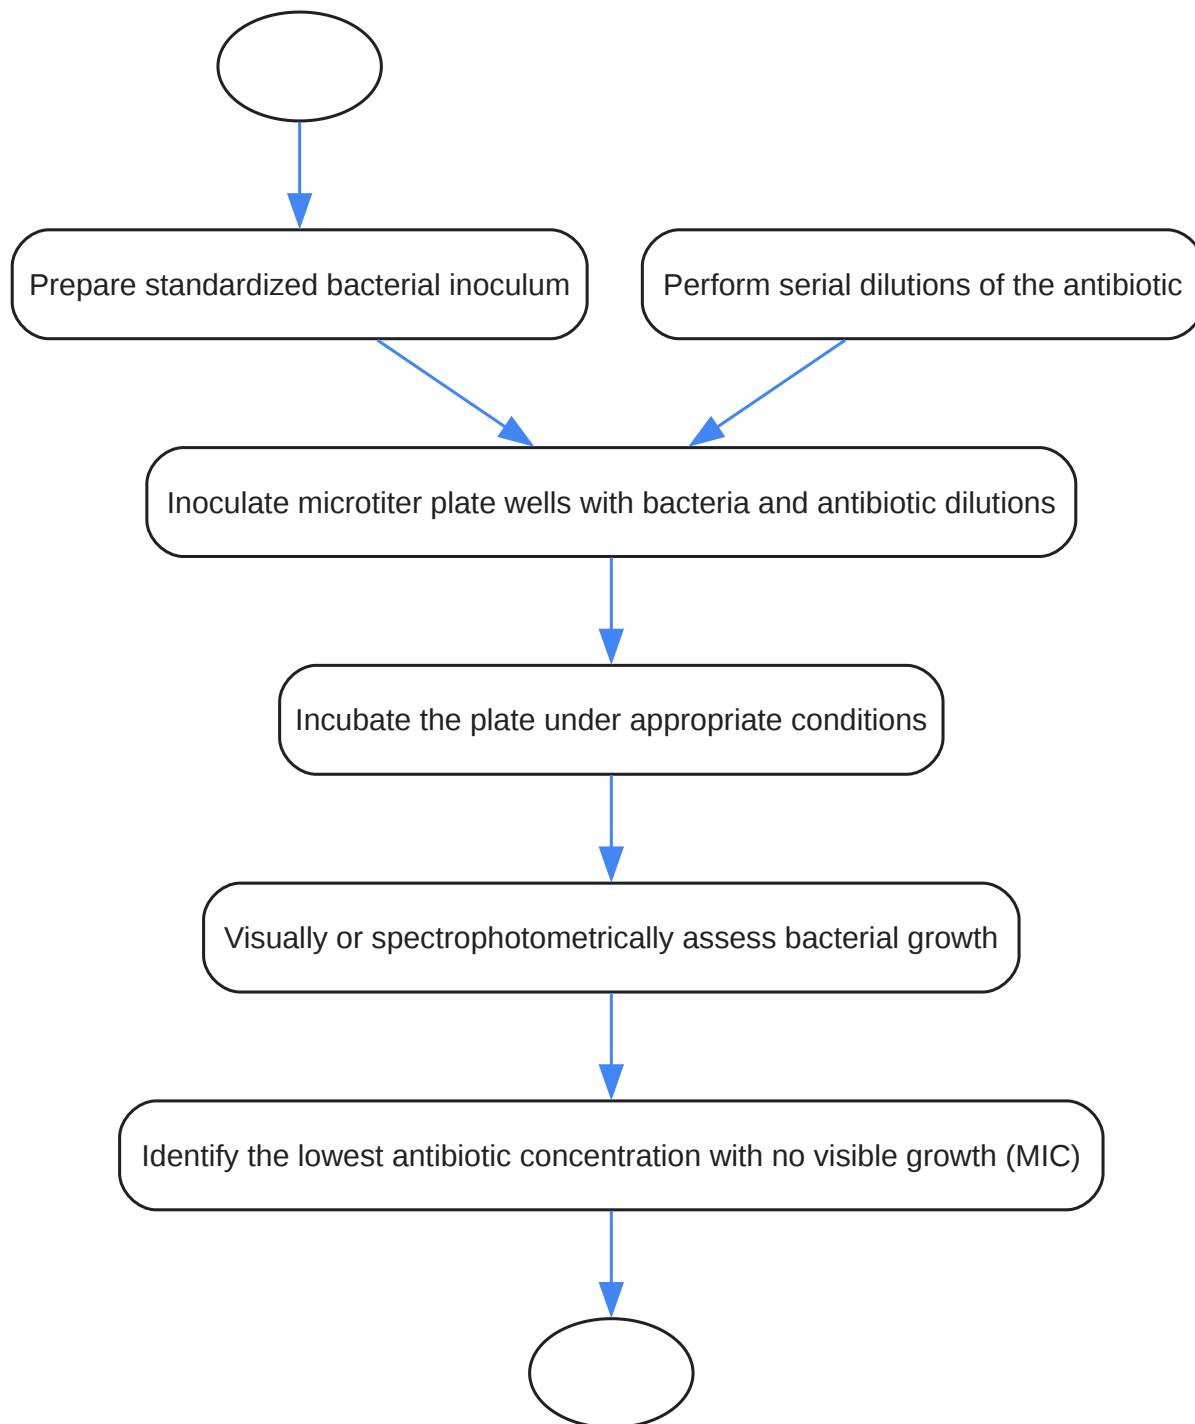 Prepare standardized bacterial inoculum
Perform serial dilutions of the antibiotic
Inoculate microtiter plate wells with bacteria and antibiotic dilutions
Incubate the plate under appropriate conditions
Visually or spectrophotometrically assess bacterial growth
Identify the lowest antibiotic concentration with no visible growth (MIC)